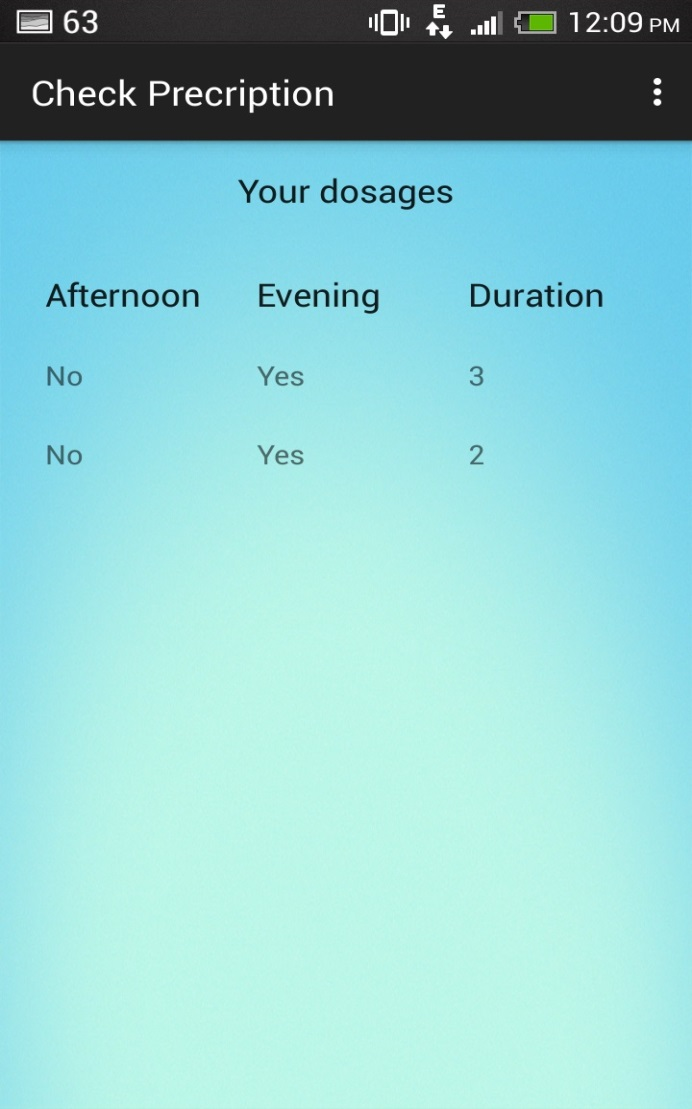 63 E 12:09 PM
Check Precription
Your dosages
Afternoon Evening Duration
No Yes 3
No Yes 2